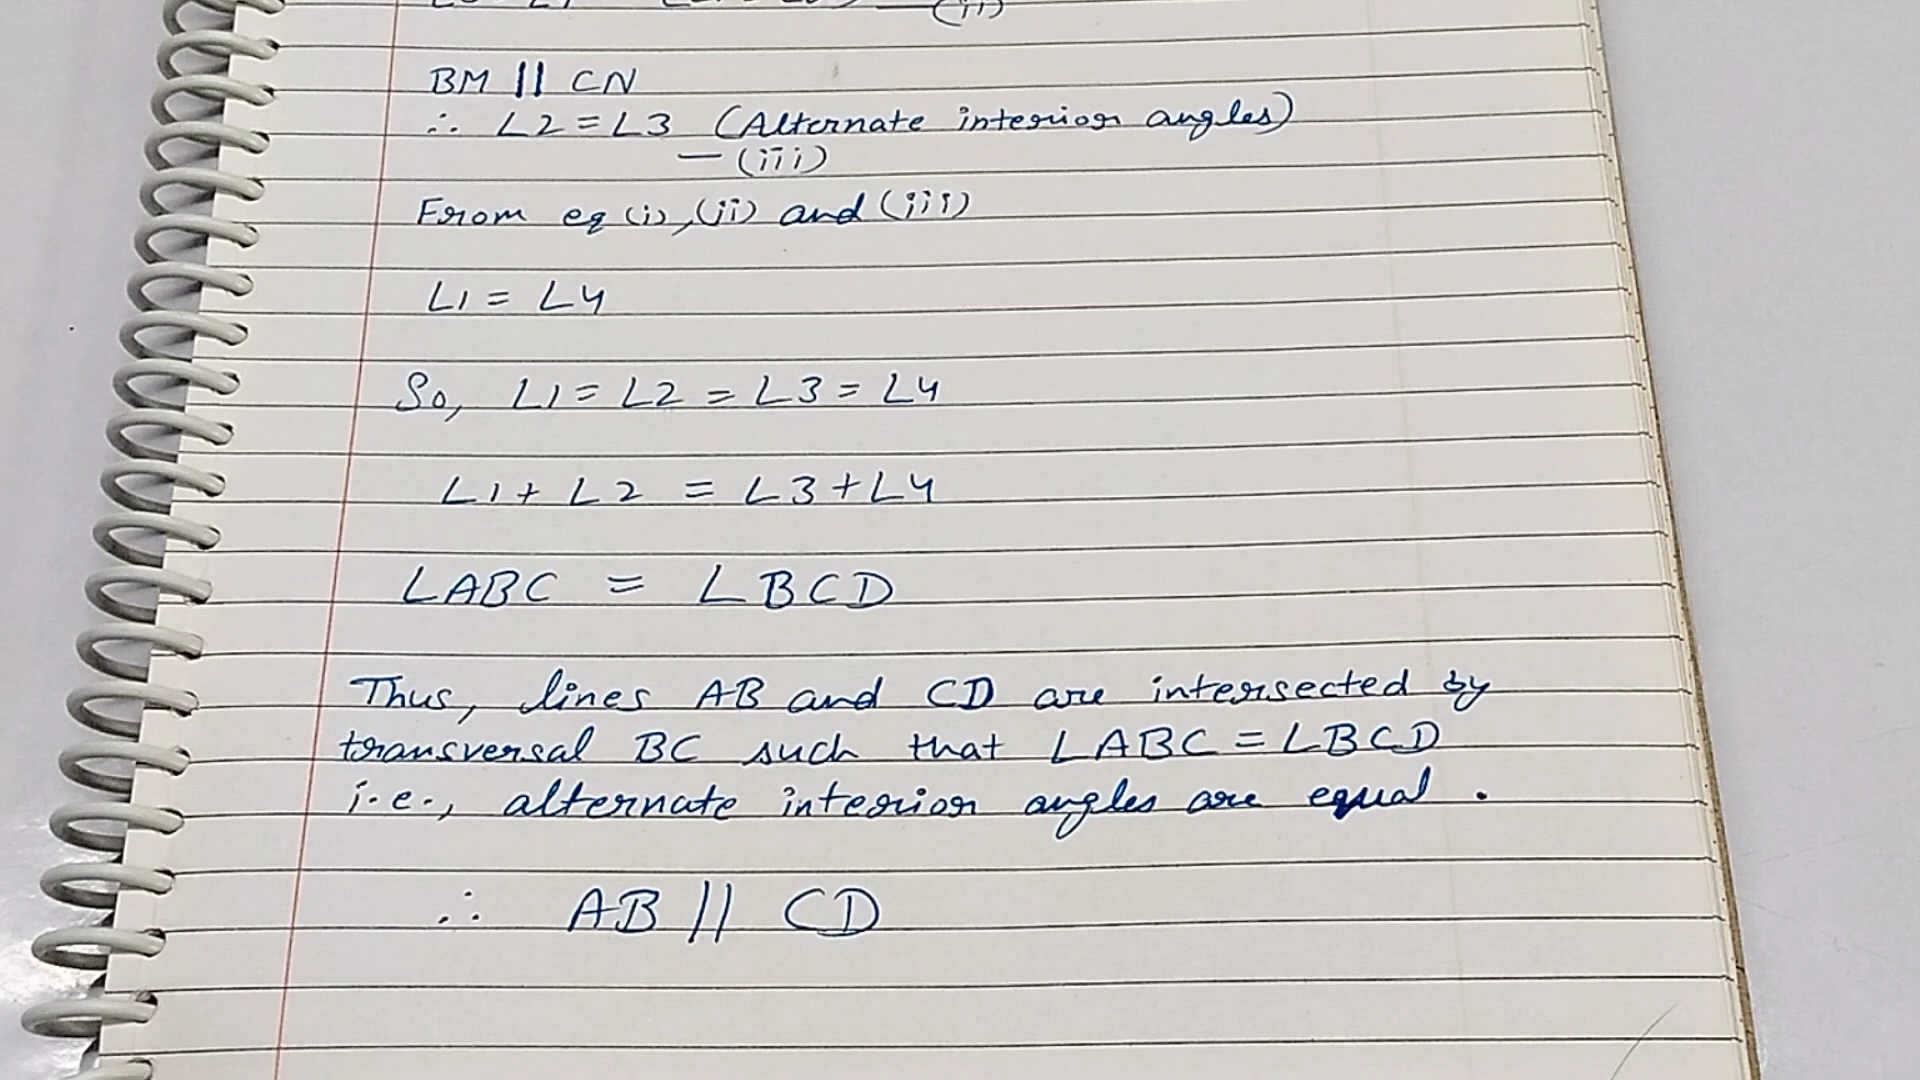 (ii)
BM || CN
∴ ∠2 = ∠3 (Alternate interior angles)
— (iii)
From eq (i), (ii) and (iii)
∠1 = ∠4
So, ∠1 = ∠2 = ∠3 = ∠4
∠1 + ∠2 = ∠3 + ∠4
∠ABC = ∠BCD
Thus, lines AB and CD are intersected by
transversal BC such that ∠ABC = ∠BCD
i.e., alternate interior angles are equal.
∴ AB || CD